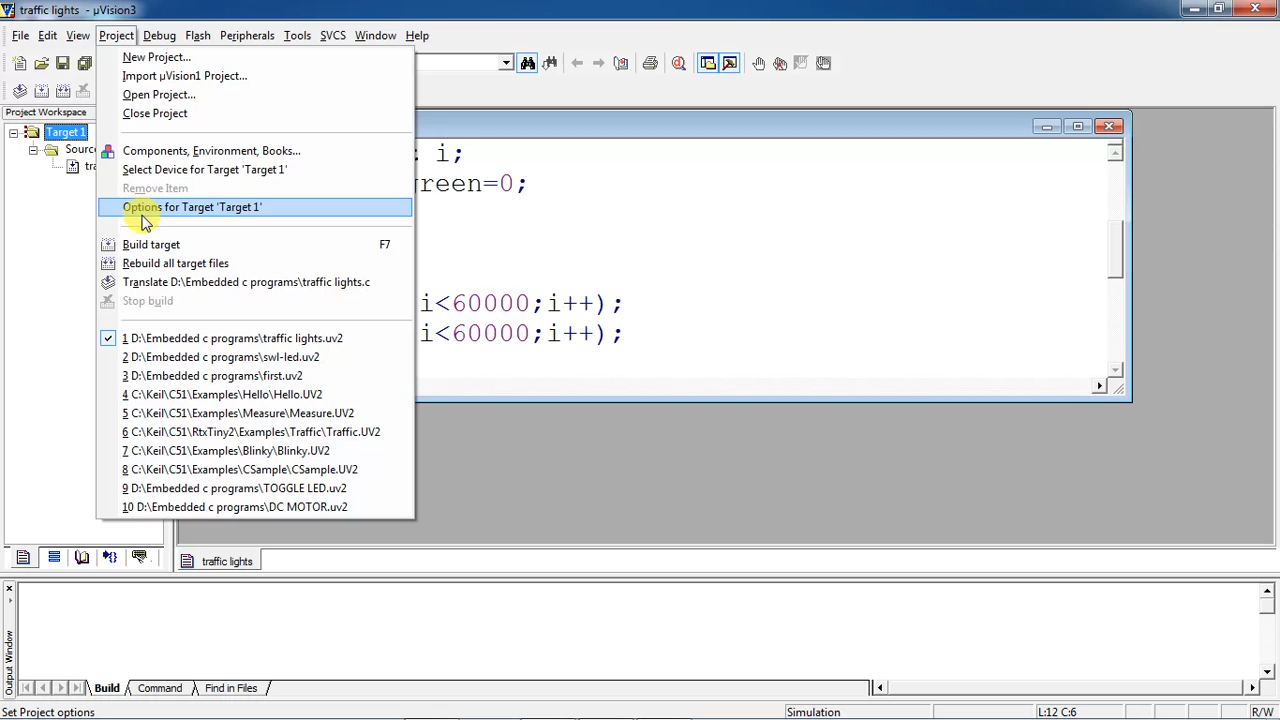 traffic lights - µVision3
File Edit View Project Debug Flash Peripherals Tools SVCS Window Help
New Project...
Import µVision1 Project...
Open Project...
Close Project
Components, Environment, Books...
Select Device for Target 'Target 1'
Remove Item
Options for Target 'Target 1'
Build target F7
Rebuild all target files
Translate D:\Embedded c programs\traffic lights.c
Stop build
1 D:\Embedded c programs\traffic lights.uv2
2 D:\Embedded c programs\swl-led.uv2
3 D:\Embedded c programs\first.uv2
4 C:\Keil\C51\Examples\Hello\Hello.UV2
5 C:\Keil\C51\Examples\Measure\Measure.UV2
6 C:\Keil\C51\RtxTiny2\Examples\Traffic\Traffic.UV2
7 C:\Keil\C51\Examples\Blinky\Blinky.UV2
8 C:\Keil\C51\Examples\CSample\CSample.UV2
9 D:\Embedded c programs\TOGGLE LED.uv2
10 D:\Embedded c programs\DC MOTOR.uv2
Project Workspace
Target 1
Sourc
tra
i;
reen=0;
i<60000;i++);
i<60000;i++);
traffic lights
Output Window
Build Command Find in Files
Set Project options Simulation L:12 C:6 R/W